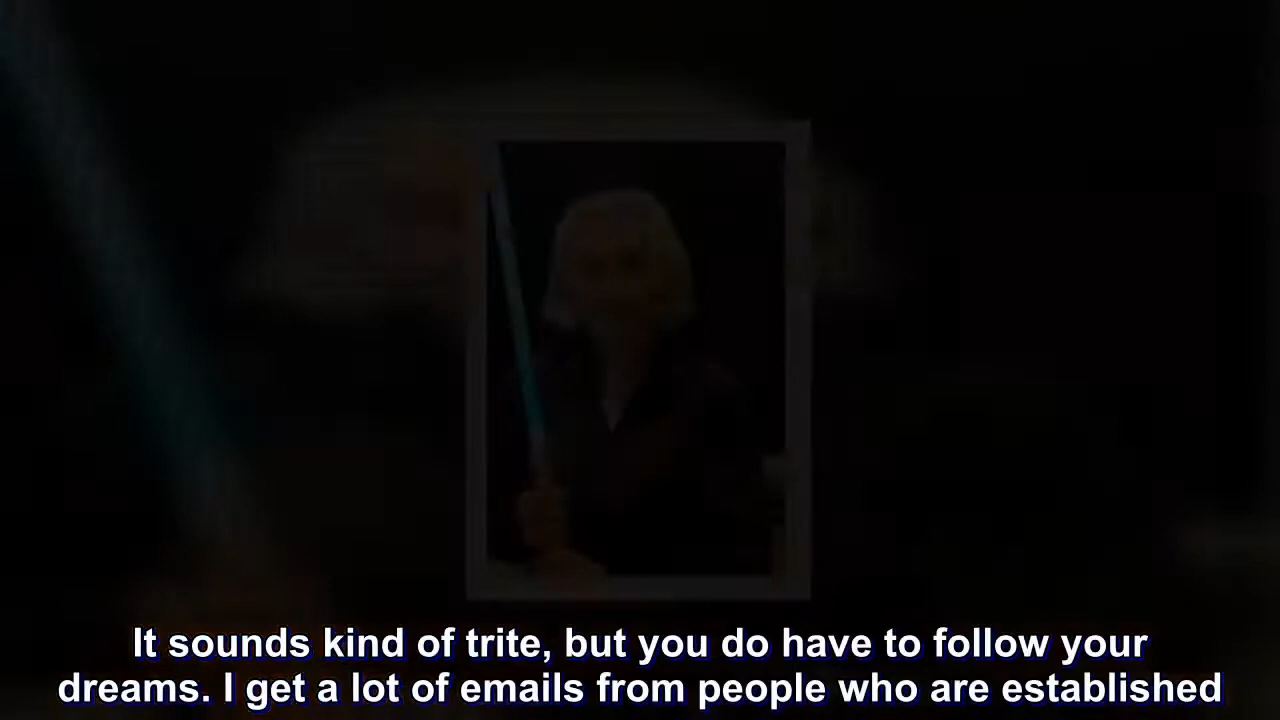 It sounds kind of trite, but you do have to follow your
dreams. I get a lot of emails from people who are established